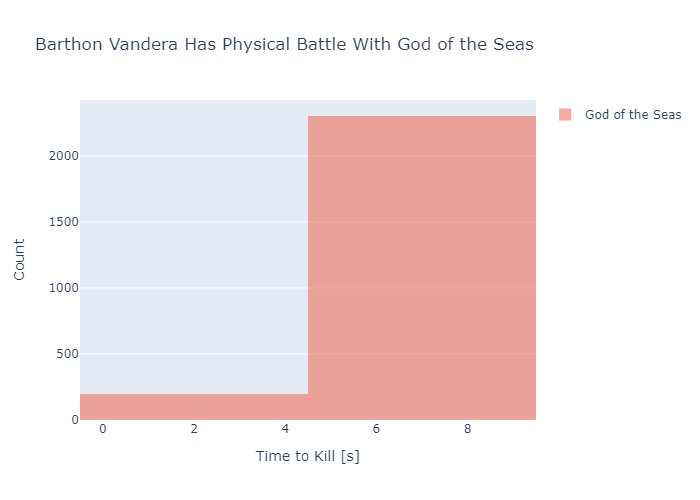 Barthon Vandera Has Physical Battle With God of the Seas
God of the Seas
2000
1500
1000
500
0
0 2 4 6 8
Count
Time to Kill [s]